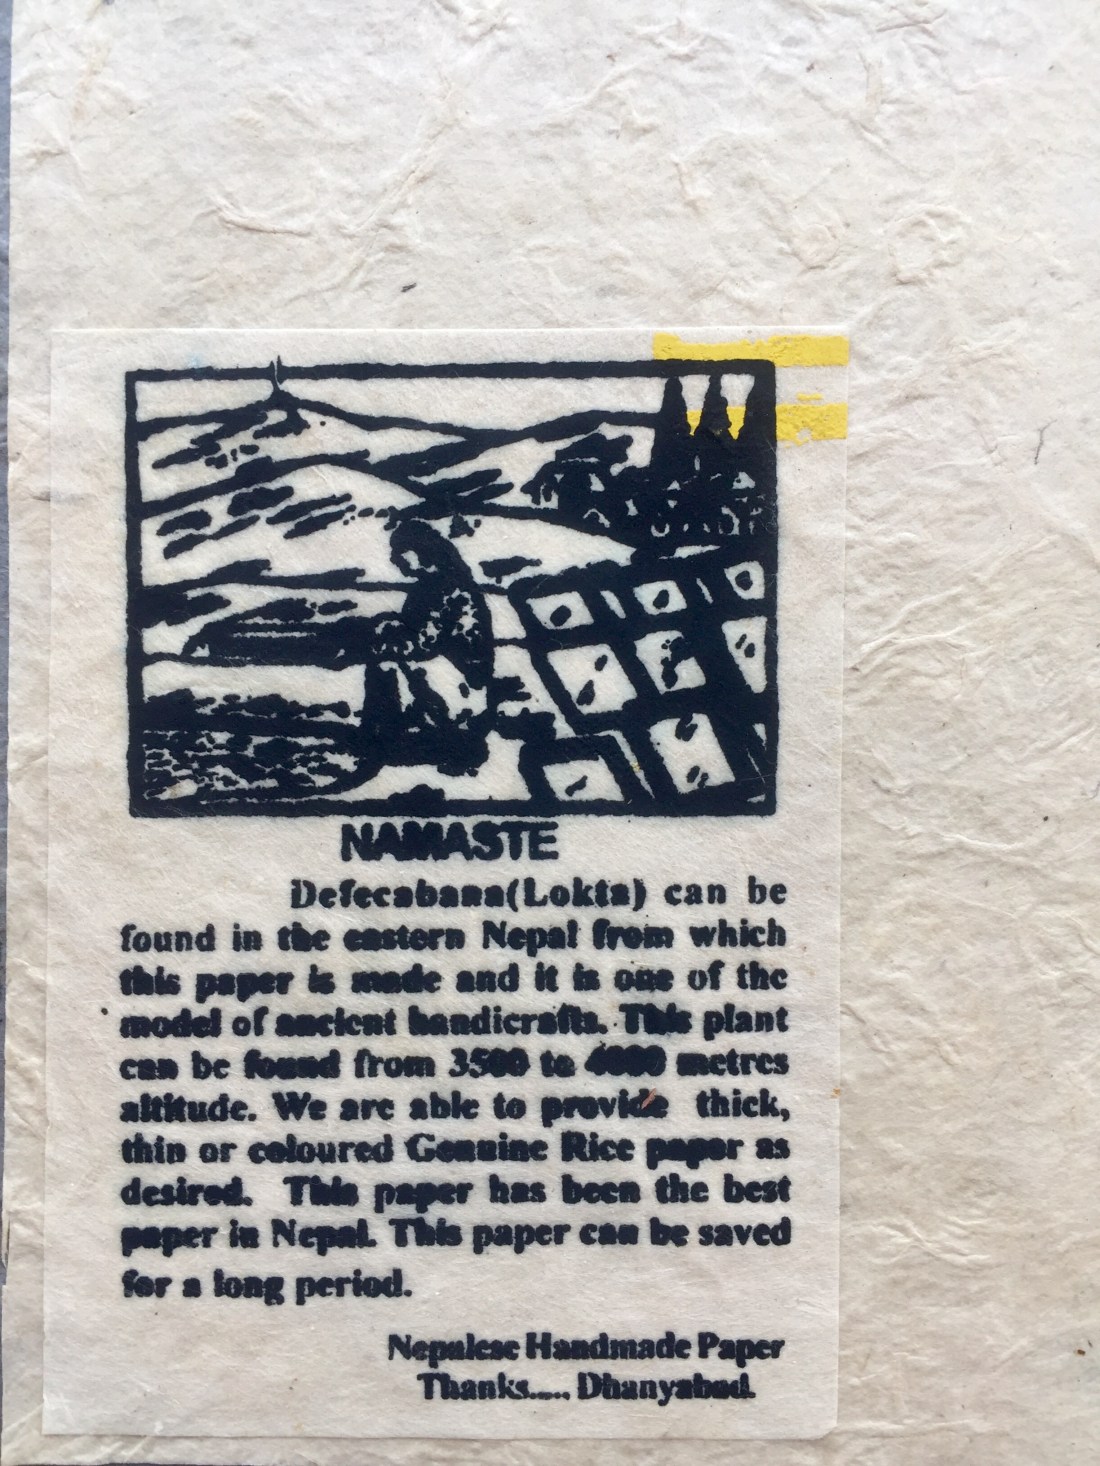 NAMASTE
Defecabana(Lokta) can be
found in the eastern Nepal from which
this paper is made and it is one of the
model of ancient handicrafts. This plant
can be found from 3500 to 4000 metres
altitude. We are able to provide thick,
thin or coloured Genuine Rice paper as
desired. This paper has been the best
paper in Nepal. This paper can be saved
for a long period.
Nepalese Handmade Paper
Thanks..... Dhanyabad.